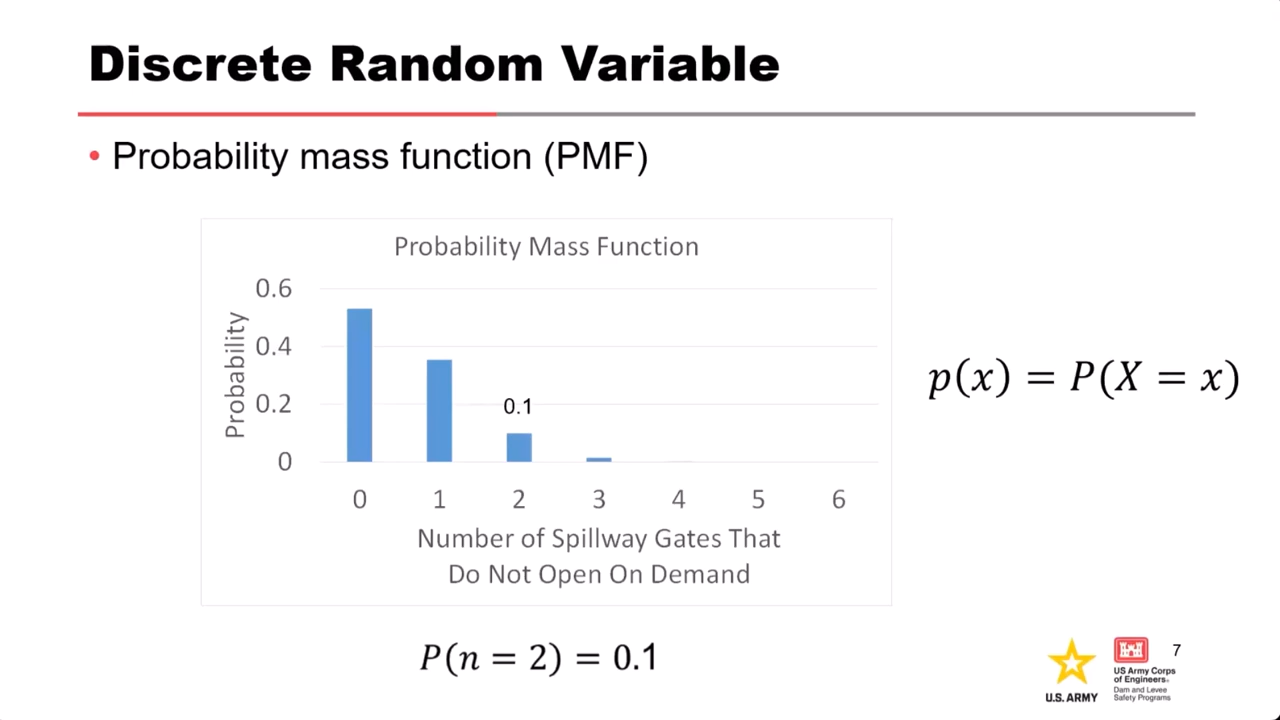 Discrete Random Variable
• Probability mass function (PMF)
Probability Mass Function
0.6
0.4
0.2
0
Probability
0.1
0 1 2 3 4 5 6
Number of Spillway Gates That
Do Not Open On Demand
p(x) = P(X = x)
P(n = 2) = 0.1
U.S. ARMY
US Army Corps
of Engineers®
Dam and Levee
Safety Programs
7